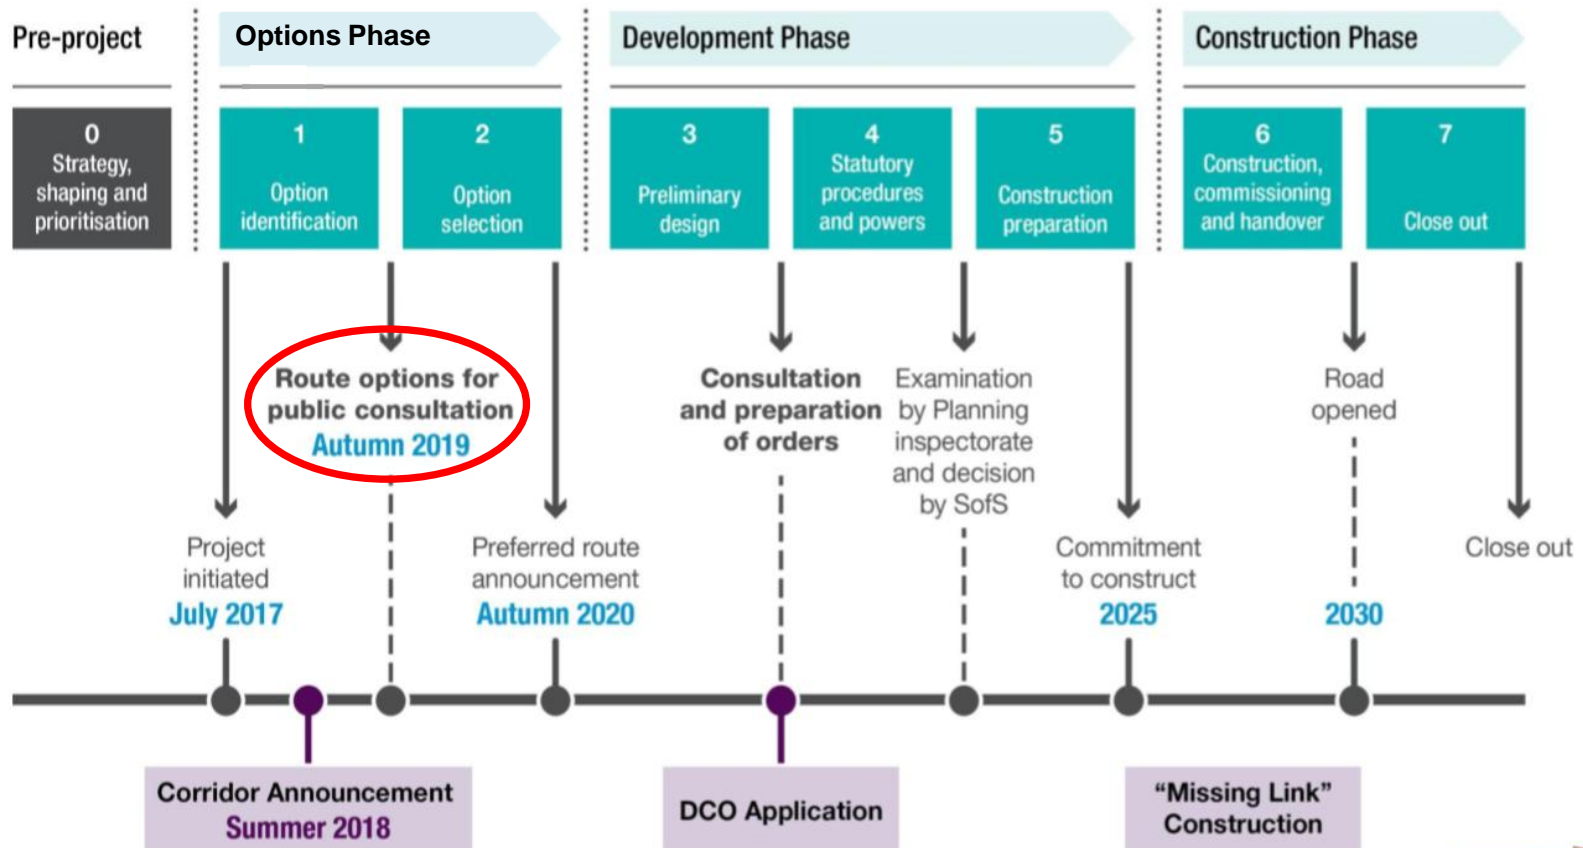 Pre-project
Options Phase
Development Phase
Construction Phase
0
Strategy,
shaping and
prioritisation
1
Option
identification
2
Option
selection
3
Preliminary
design
4
Statutory
procedures
and powers
5
Construction
preparation
6
Construction,
commissioning
and handover
7
Close out
Route options for
public consultation
Autumn 2019
Consultation
and preparation
of orders
Examination
by Planning
inspectorate
and decision
by SofS
Road
opened
Project
initiated
July 2017
Preferred route
announcement
Autumn 2020
Commitment
to construct
2025
2030
Close out
Corridor Announcement
Summer 2018
DCO Application
“Missing Link”
Construction